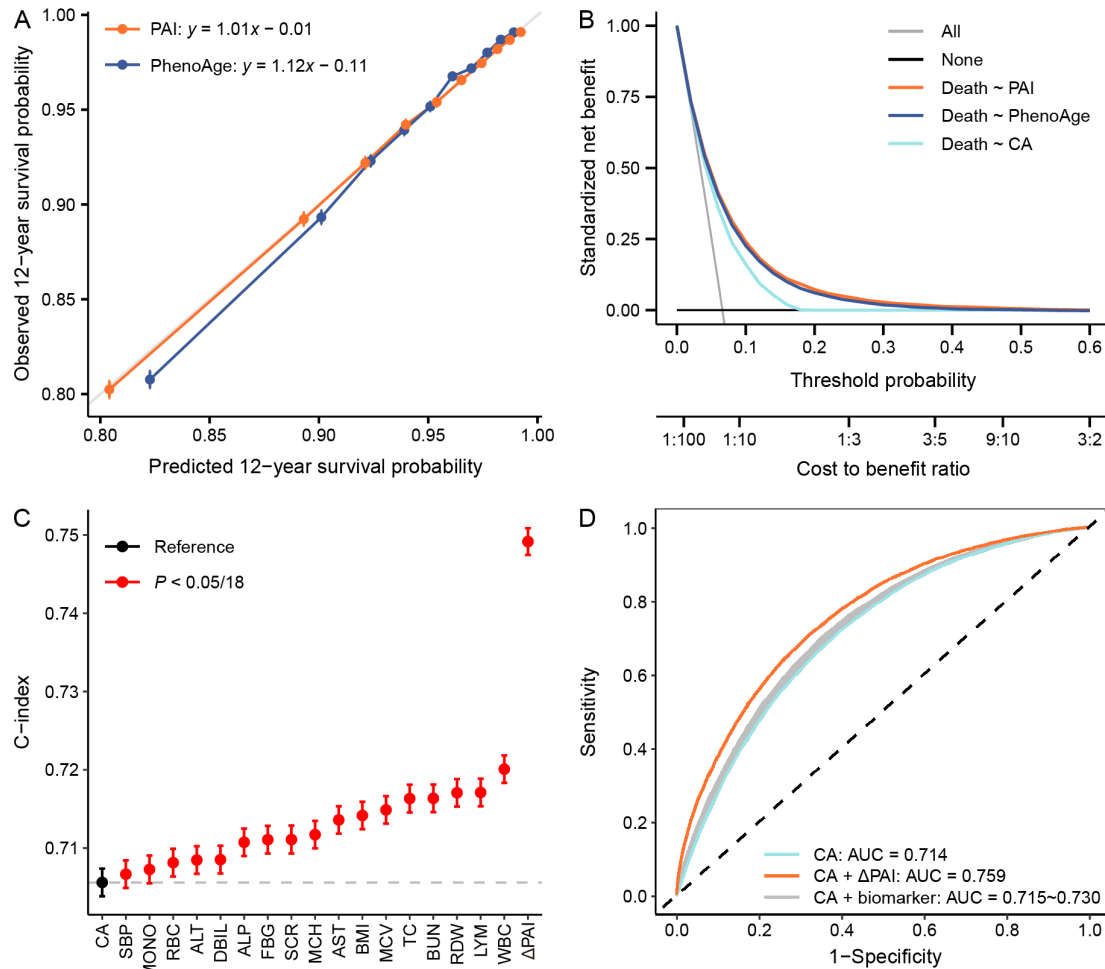 A
PAI: y = 1.01x − 0.01
PhenoAge: y = 1.12x − 0.11
Observed 12−year survival probability
1.00
0.95
0.90
0.85
0.80
0.80 0.85 0.90 0.95 1.00
Predicted 12−year survival probability
B
All
None
Death ~ PAI
Death ~ PhenoAge
Death ~ CA
Standardized net benefit
1.00
0.75
0.50
0.25
0.00
0.0 0.1 0.2 0.3 0.4 0.5 0.6
Threshold probability
1:100 1:10 1:3 3:5 9:10 3:2
Cost to benefit ratio
C
Reference
P < 0.05/18
C−index
0.75
0.74
0.73
0.72
0.71
CA SBP MONO RBC ALT DBIL ALP FBG SCR MCH AST BMI MCV TC BUN RDW LYM WBC ΔPAI
D
Sensitivity
1.0
0.8
0.6
0.4
0.2
0.0
CA: AUC = 0.714
CA + ΔPAI: AUC = 0.759
CA + biomarker: AUC = 0.715~0.730
0.0 0.2 0.4 0.6 0.8 1.0
1−Specificity